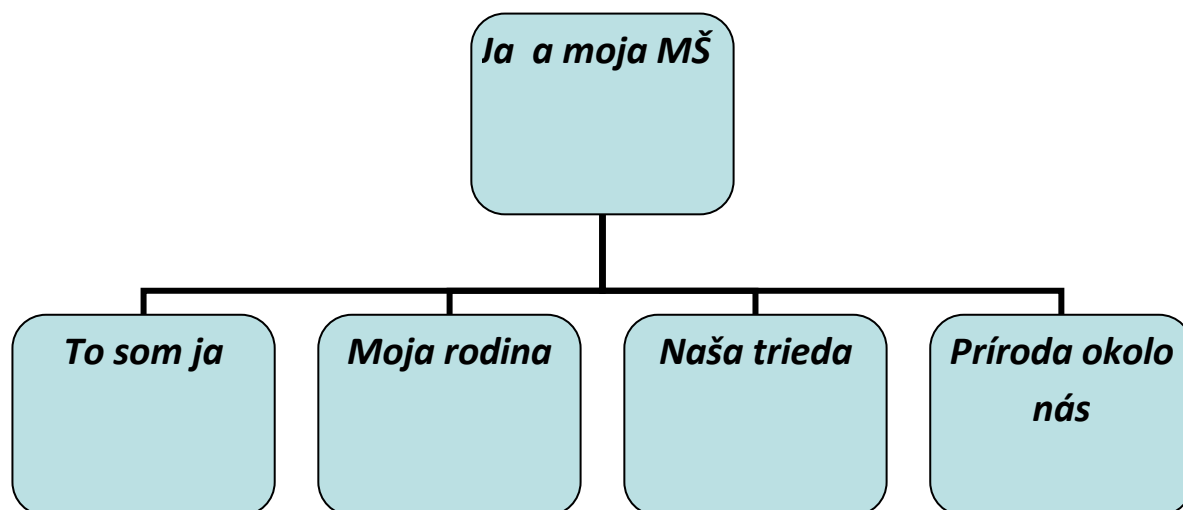 Ja  a moja MŠ
To som ja
Moja rodina
Naša trieda
Príroda okolo
nás